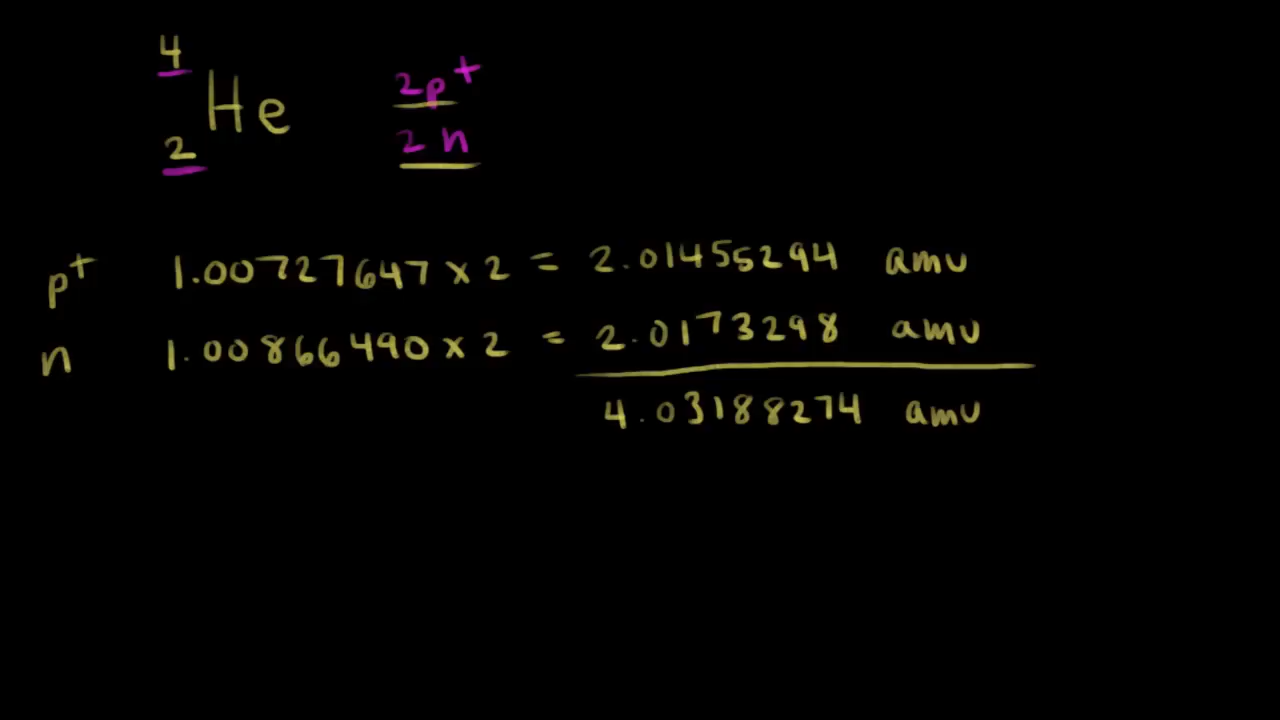 4
2 He 2p+
2 n
p+ 1.00727647 x 2 = 2.01455294 amu
n 1.00866490 x 2 = 2.0173298 amu
4.03188274 amu